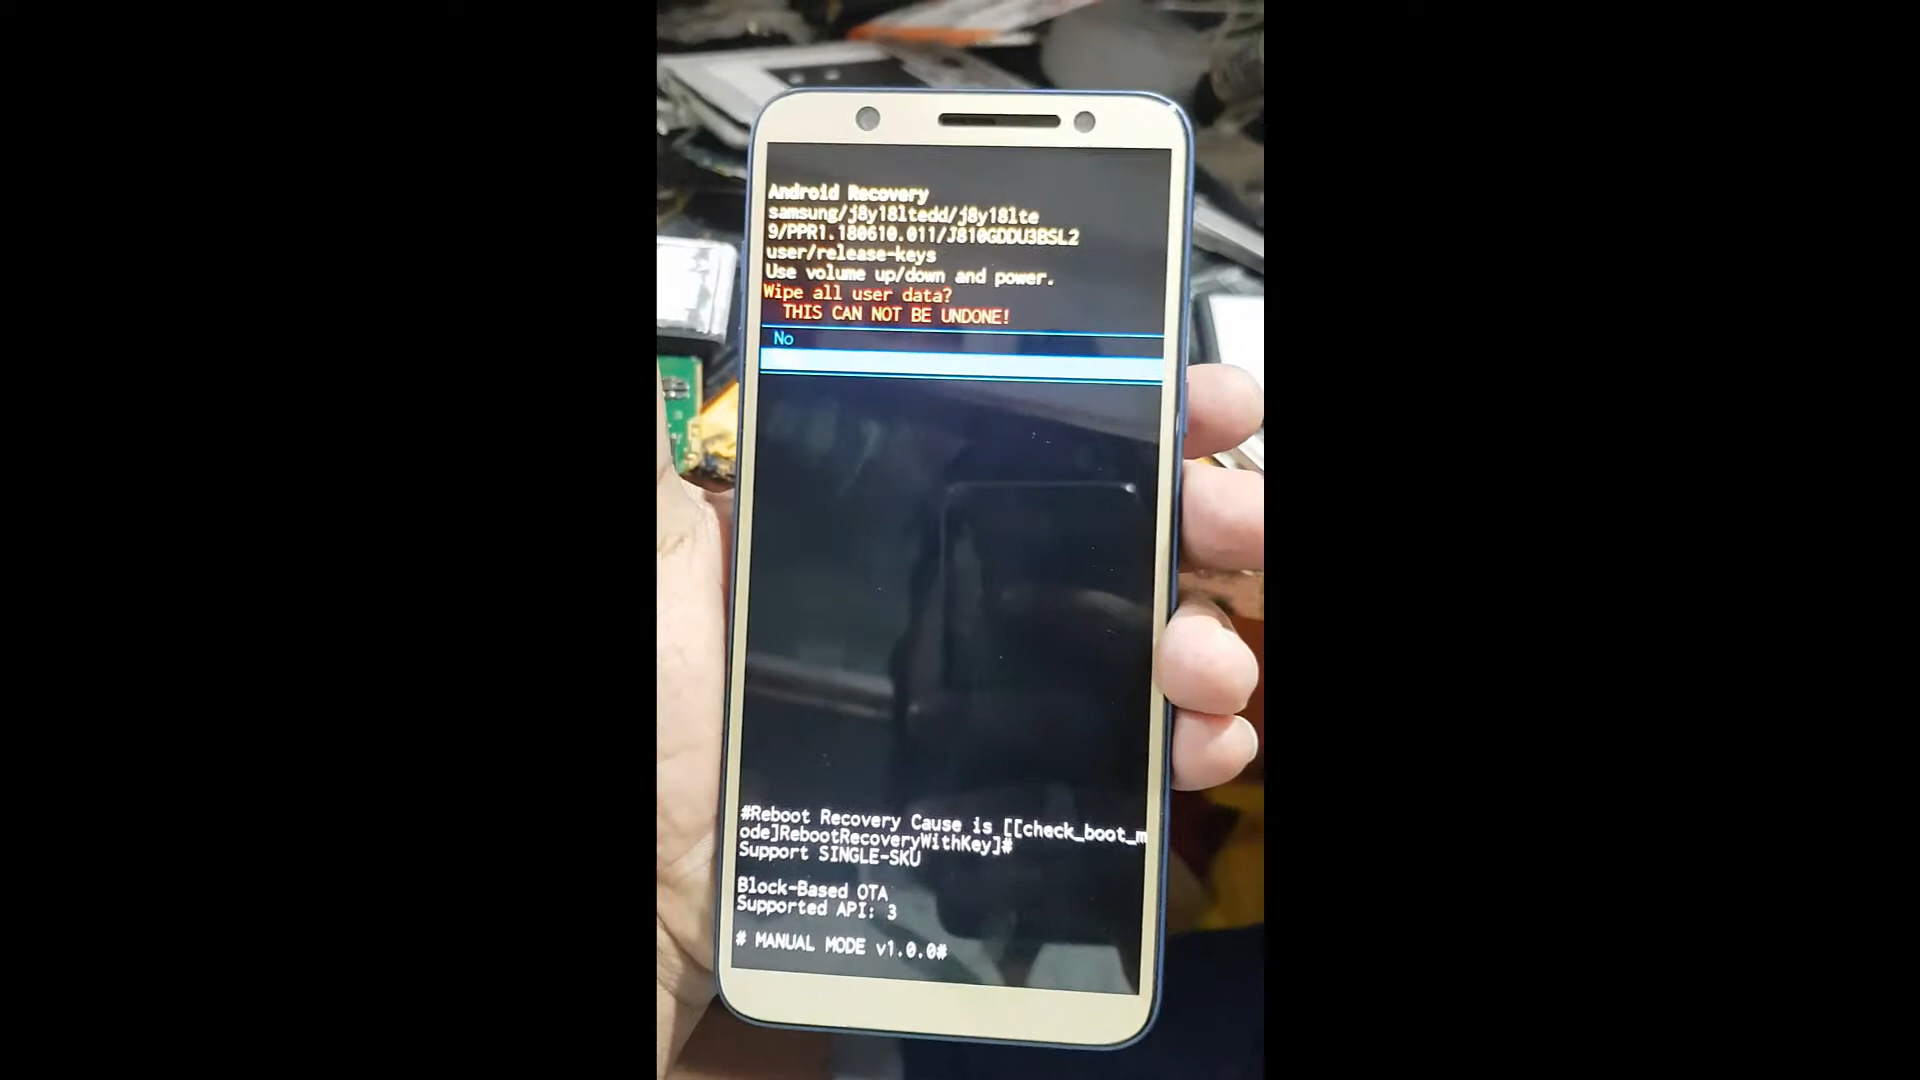 Android Recovery
samsung/j8y18ltedd/j8y18lte
9/PPR1.180610.011/J810GDDU3BSL2
user/release-keys
Use volume up/down and power.
Wipe all user data?
THIS CAN NOT BE UNDONE!
No
#Reboot Recovery Cause is [[check_boot_m
ode]RebootRecoveryWithKey]#
Support SINGLE-SKU
Block-Based OTA
Supported API: 3
# MANUAL MODE v1.0.0#